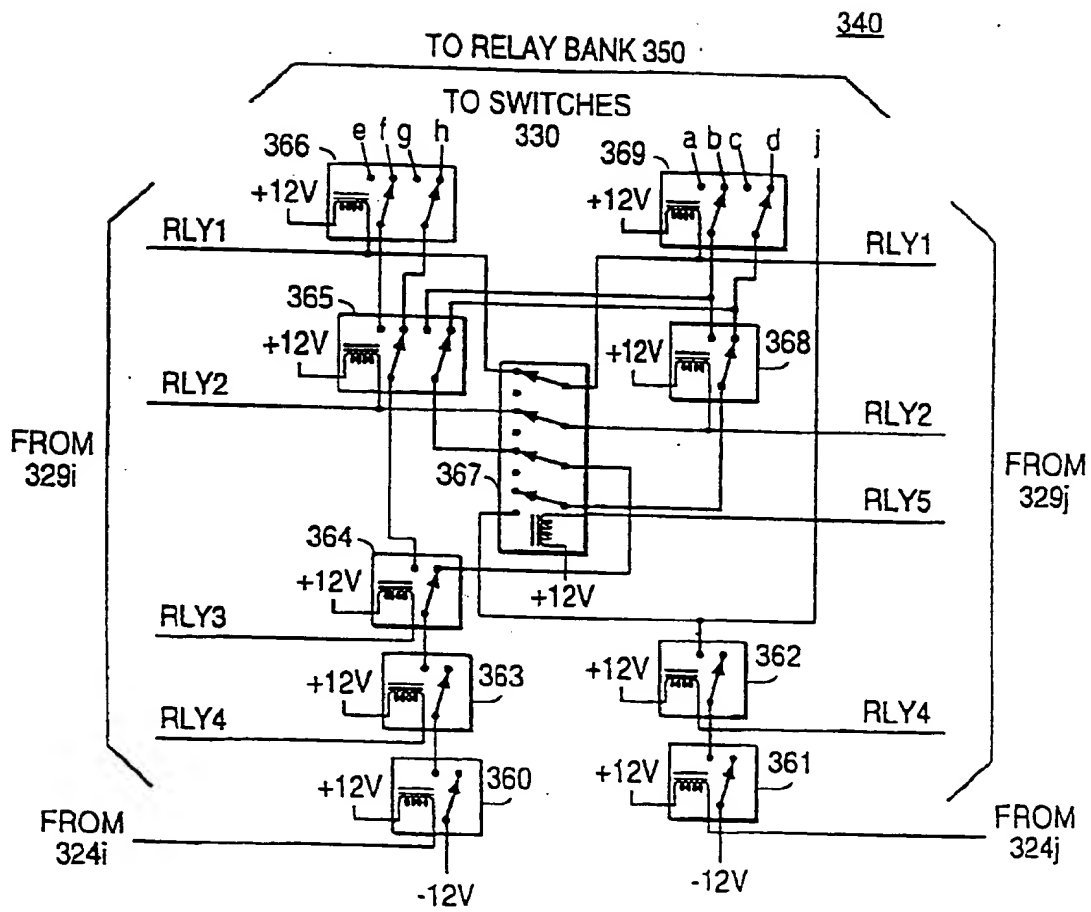 340
TO RELAY BANK 350
TO SWITCHES
330
e f g h
a b c d j
366
369
+12V
+12V
RLY1
RLY1
365
368
+12V
+12V
RLY2
RLY2
FROM
329i
FROM
329j
367
RLY5
364
+12V
+12V
RLY3
363
362
+12V
+12V
RLY4
RLY4
360
361
+12V
+12V
FROM
324i
FROM
324j
-12V
-12V